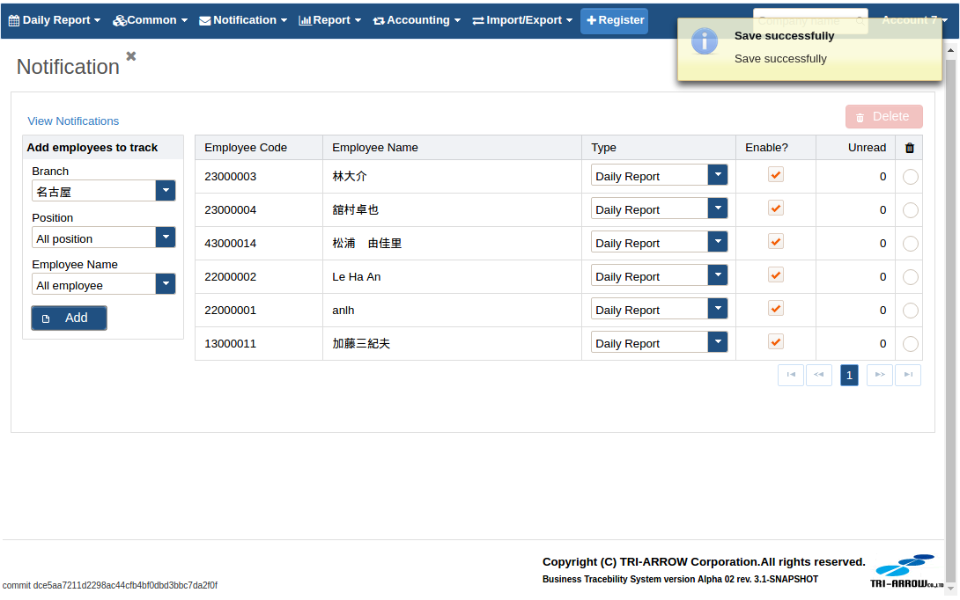 Daily Report Common Notification Report Accounting Import/Export Register Company name Account 7
Save successfully
Save successfully
Notification
View Notifications
Delete
Add employees to track
Branch
名古屋
Position
All position
Employee Name
All employee
Add
Employee Code Employee Name Type Enable? Unread
23000003 林大介 Daily Report 0
23000004 舘村卓也 Daily Report 0
43000014 松浦　由佳里 Daily Report 0
22000002 Le Ha An Daily Report 0
22000001 anlh Daily Report 0
13000011 加藤三紀夫 Daily Report 0
1
Copyright (C) TRI-ARROW Corporation.All rights reserved.
Business Tracebility System version Alpha 02 rev. 3.1-SNAPSHOT
TRI-ARROW Co.,LTD
commit dce5aa7211d2298ac44cfb4bf0dbd3bbc7da2f0f